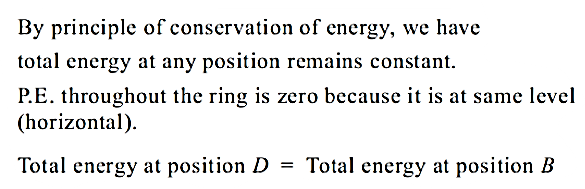 By principle of conservation of energy, we have
total energy at any position remains constant.
P.E. throughout the ring is zero because it is at same level
(horizontal).
Total energy at position D = Total energy at position B